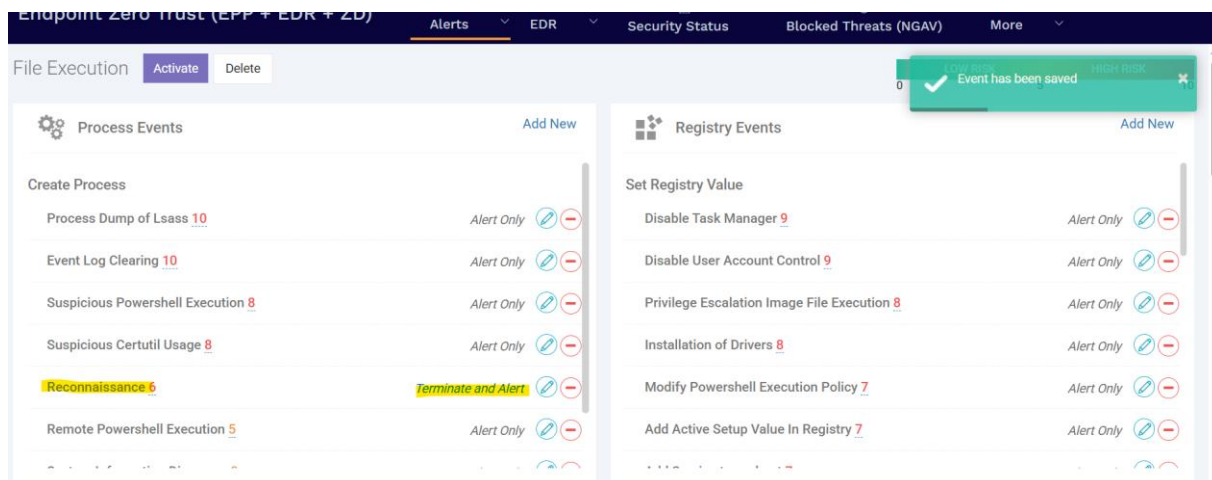 Endpoint Zero Trust (EPP + EDR + ZD)
Alerts
EDR
Security Status
Blocked Threats (NGAV)
More
File Execution
Activate
Delete
LOW RISK
HIGH RISK
0
5
10
Event has been saved
Process Events
Add New
Create Process
Process Dump of Lsass 10 Alert Only
Event Log Clearing 10 Alert Only
Suspicious Powershell Execution 8 Alert Only
Suspicious Certutil Usage 8 Alert Only
Reconnaissance 6 Terminate and Alert
Remote Powershell Execution 5 Alert Only
Registry Events
Add New
Set Registry Value
Disable Task Manager 9 Alert Only
Disable User Account Control 9 Alert Only
Privilege Escalation Image File Execution 8 Alert Only
Installation of Drivers 8 Alert Only
Modify Powershell Execution Policy 7 Alert Only
Add Active Setup Value In Registry 7 Alert Only